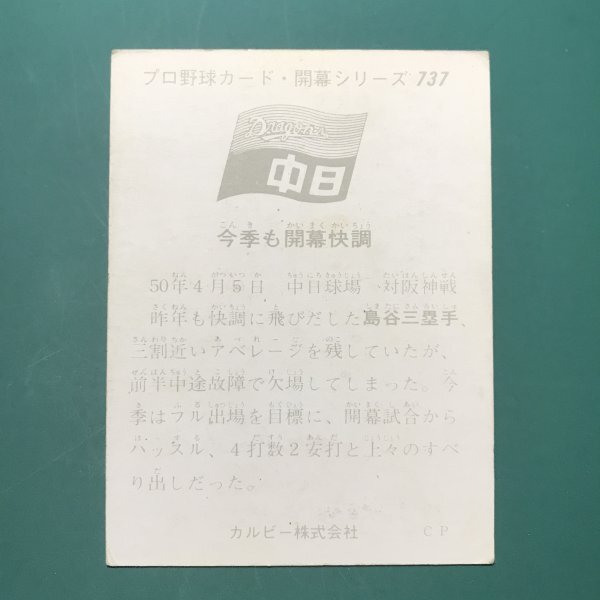 プロ野球カード・開幕シリーズ 737
Dragons
中日
今季も開幕快調
50年4月5日 中日球場 対阪神戦
昨年も快調に飛びだした島谷三塁手、
三割近いアベレージを残していたが、
前半中途故障で欠場してしまった。今
季はフル出場を目標に、開幕試合から
ハッスル、4打数2安打と上々のすべ
り出しだった。
カルビー株式会社 CP